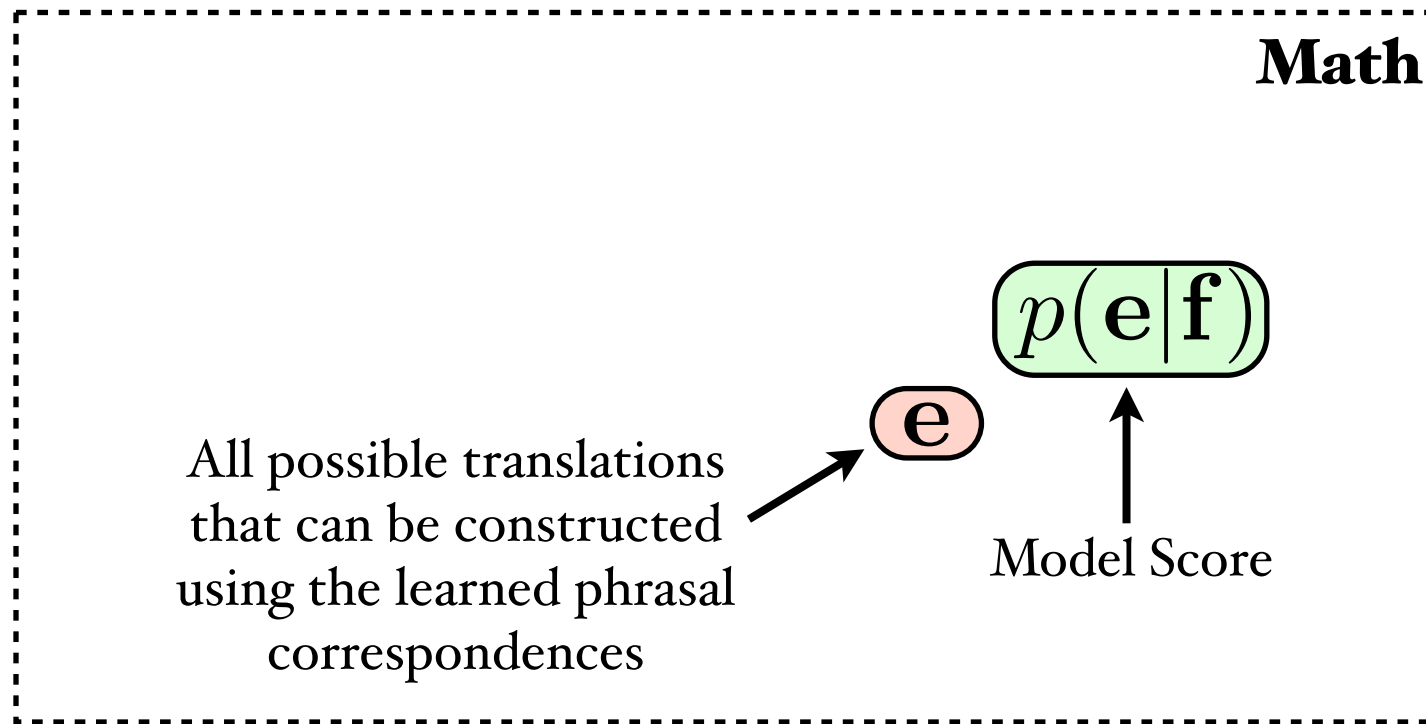 Math
p(e|f)
e
All possible translations
that can be constructed
using the learned phrasal
correspondences
Model Score